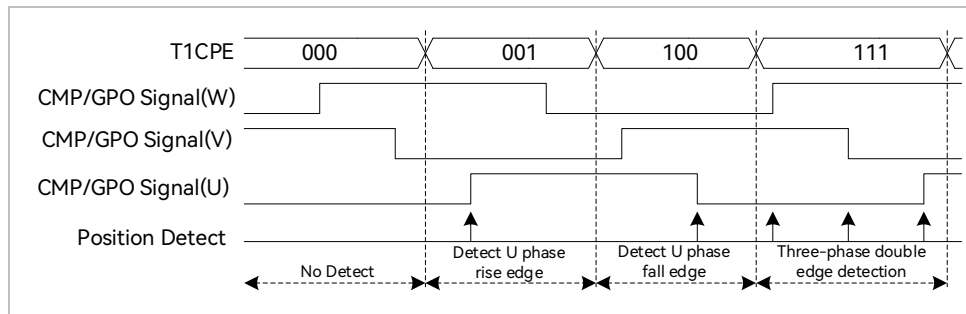 T1CPE 000 001 100 111
CMP/GPO Signal(W)
CMP/GPO Signal(V)
CMP/GPO Signal(U)
Position Detect
No Detect
Detect U phase
rise edge
Detect U phase
fall edge
Three-phase double
edge detection